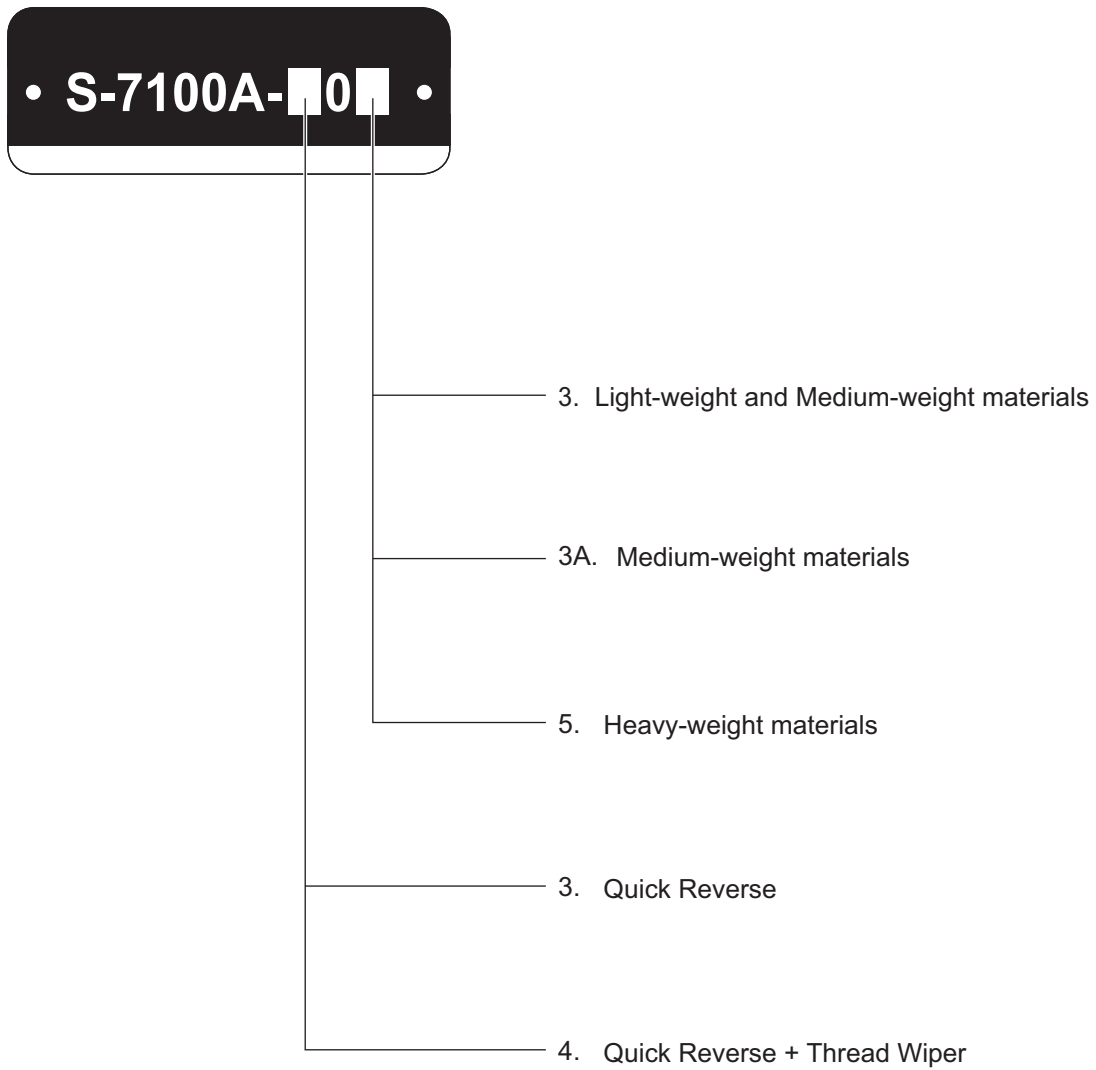 • S-7100A-■0■ •
3. Light-weight and Medium-weight materials
3A. Medium-weight materials
5. Heavy-weight materials
3. Quick Reverse
4. Quick Reverse + Thread Wiper